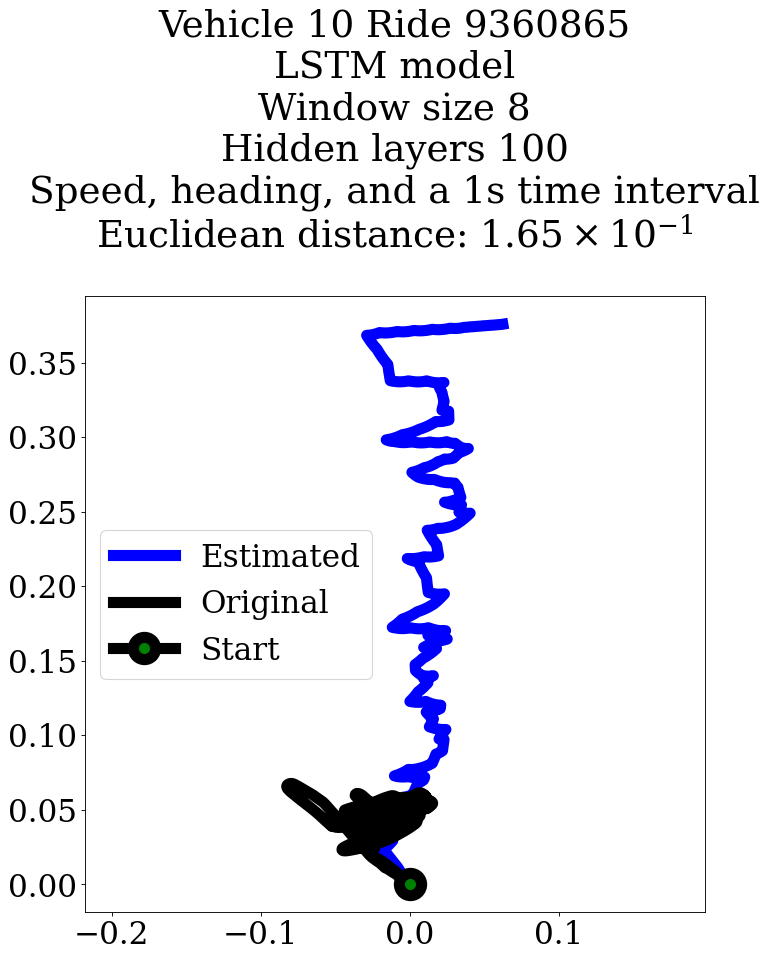 Vehicle 10 Ride 9360865
LSTM model
Window size 8
Hidden layers 100
Speed, heading, and a 1s time interval
Euclidean distance: 1.65 × 10⁻¹
0.35
0.30
0.25
0.20
0.15
0.10
0.05
0.00
Estimated
Original
Start
−0.2 −0.1 0.0 0.1